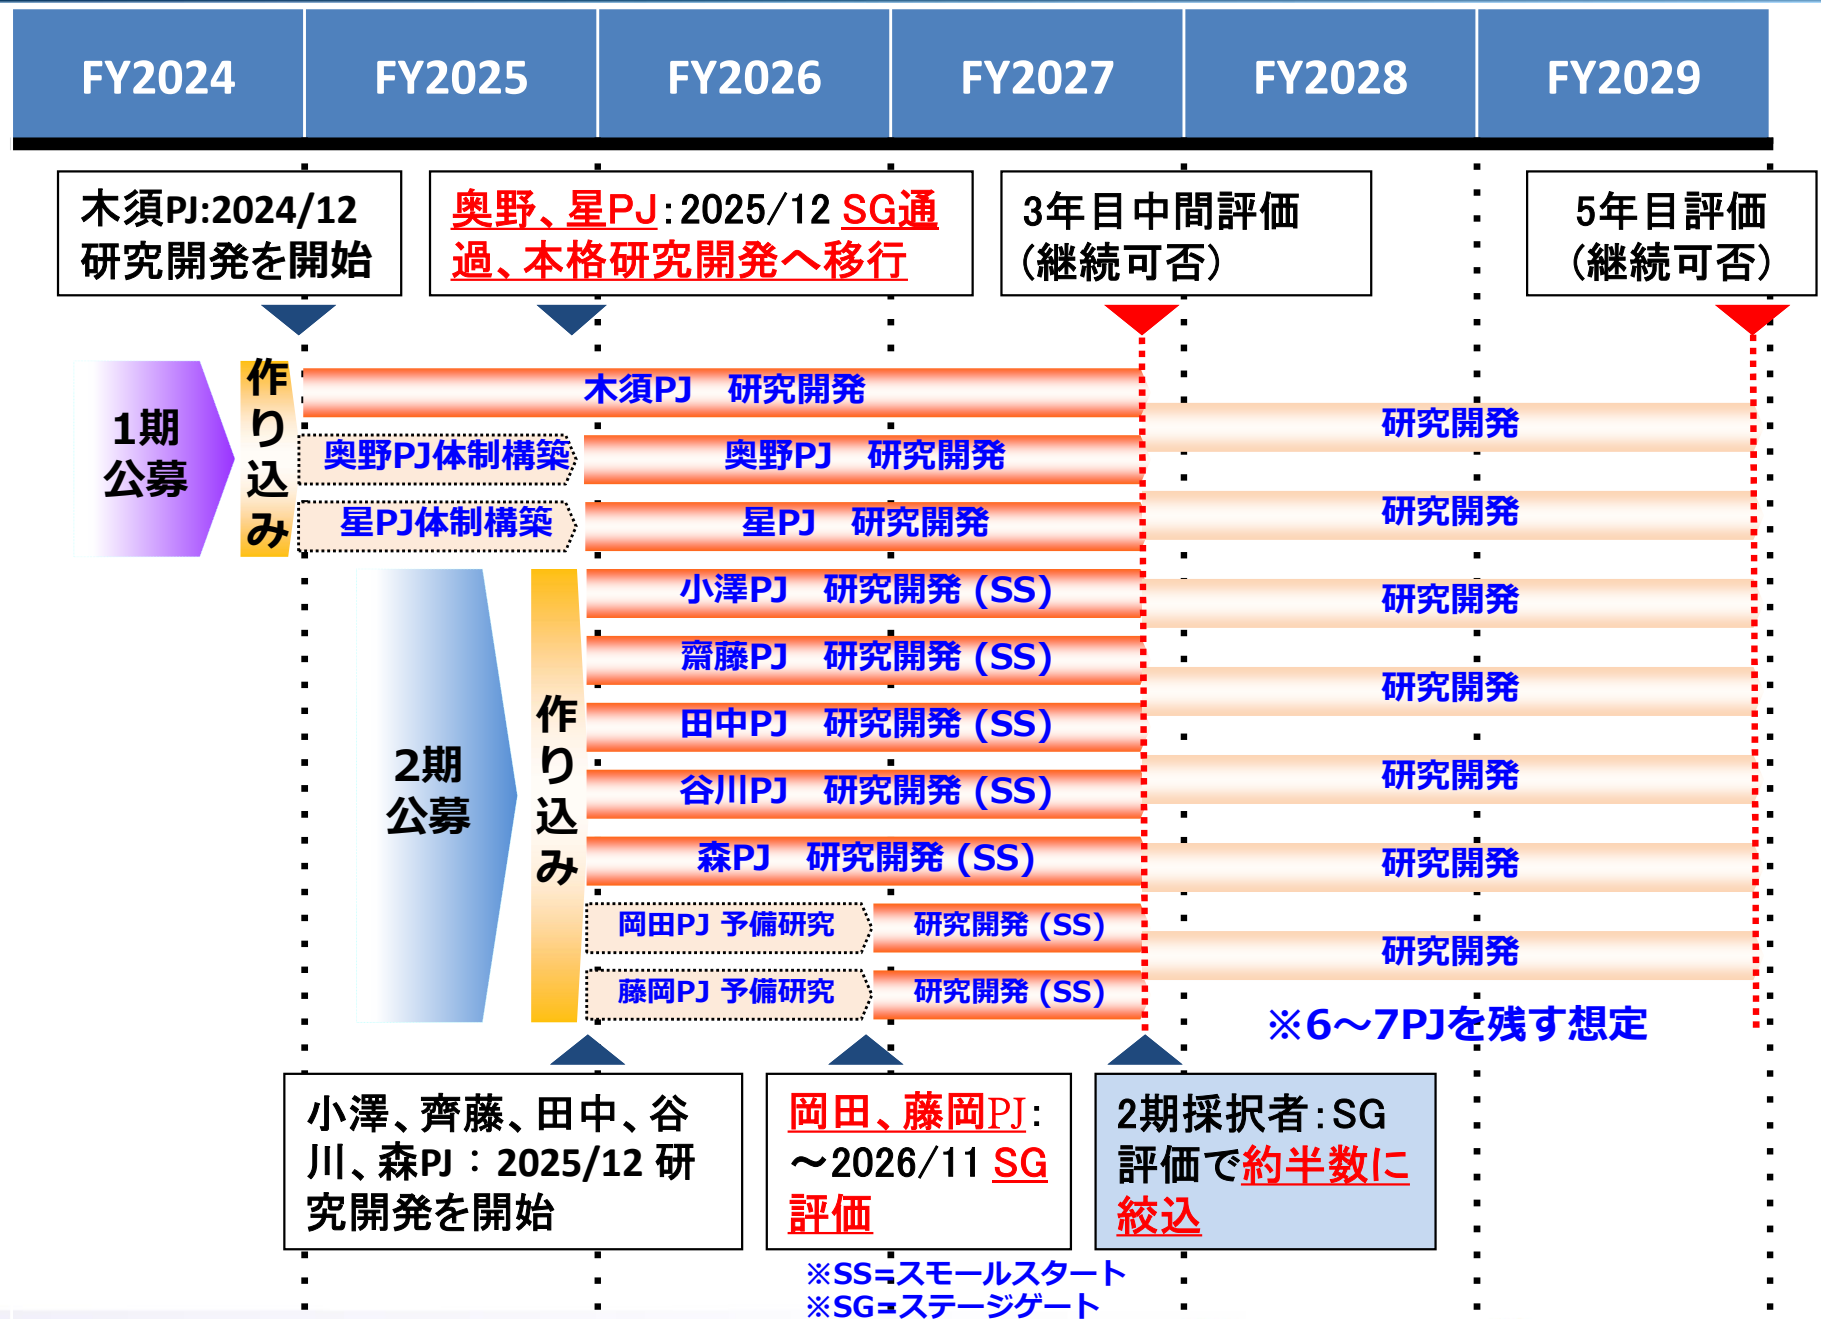 FY2024 FY2025 FY2026 FY2027 FY2028 FY2029
木須PJ:2024/12
研究開発を開始
奥野、星PJ:2025/12 SG通
過、本格研究開発へ移行
3年目中間評価
(継続可否)
5年目評価
(継続可否)
1期
公募
作り込み
木須PJ 研究開発
奥野PJ体制構築
奥野PJ 研究開発
星PJ体制構築
星PJ 研究開発
2期
公募
作り込み
小澤PJ 研究開発 (SS)
齋藤PJ 研究開発 (SS)
田中PJ 研究開発 (SS)
谷川PJ 研究開発 (SS)
森PJ 研究開発 (SS)
岡田PJ 予備研究
研究開発 (SS)
藤岡PJ 予備研究
研究開発 (SS)
研究開発
研究開発
研究開発
研究開発
研究開発
研究開発
研究開発
※6～7PJを残す想定
小澤、齊藤、田中、谷
川、森PJ：2025/12 研
究開発を開始
岡田、藤岡PJ:
～2026/11 SG
評価
2期採択者:SG
評価で約半数に
絞込
※SS=スモールスタート
※SG=ステージゲート